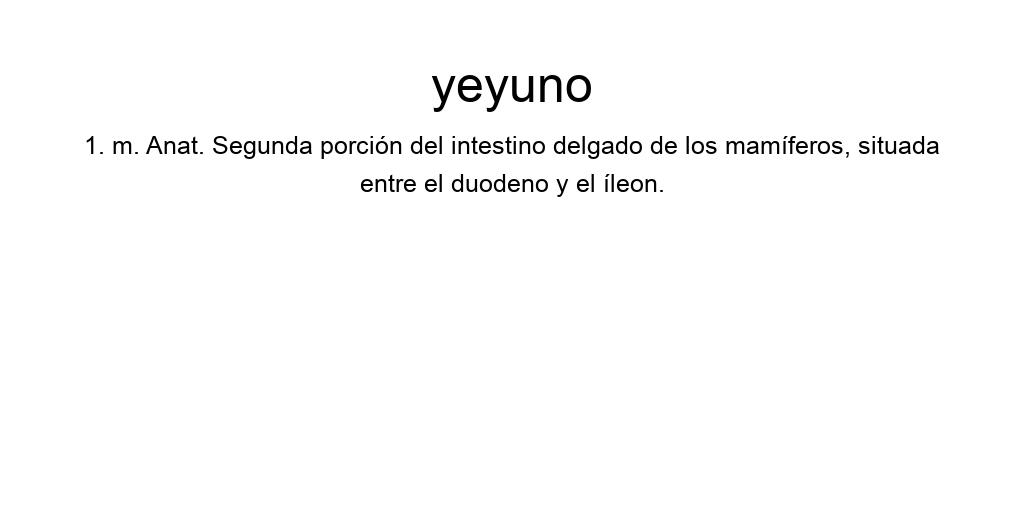 yeyuno
1. m. Anat. Segunda porción del intestino delgado de los mamíferos, situada
entre el duodeno y el íleon.